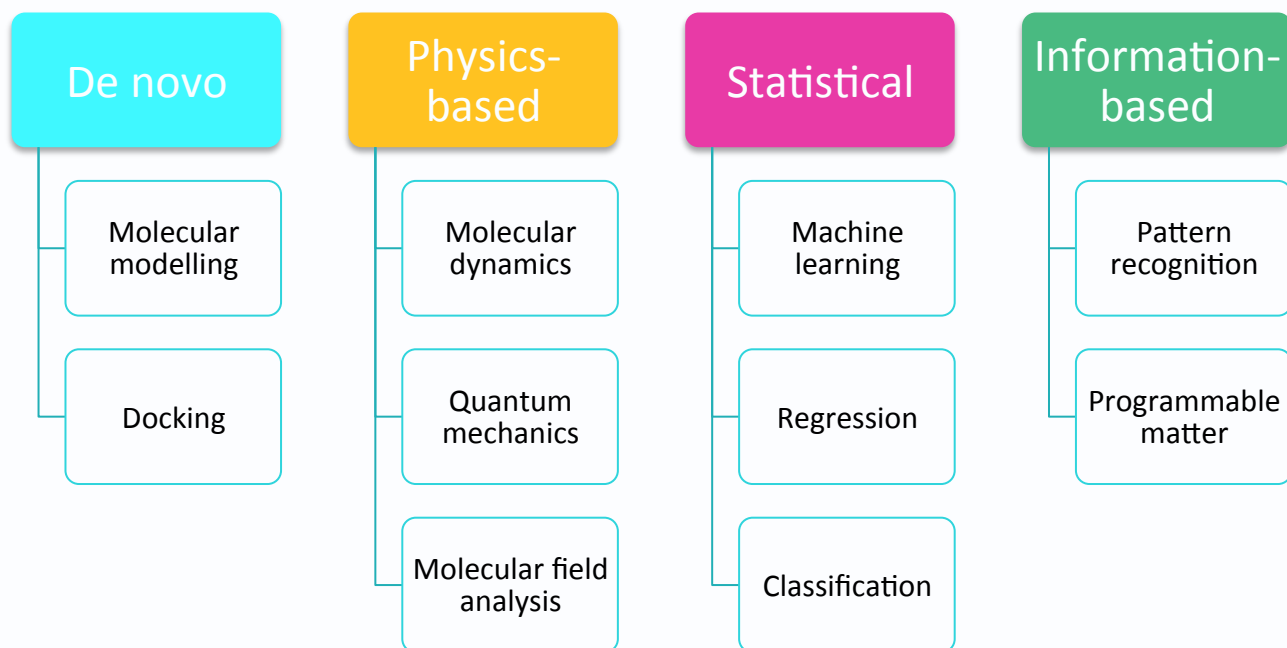 De novo
Molecular
modelling
Docking
Physics-
based
Molecular
dynamics
Quantum
mechanics
Molecular field
analysis
Statistical
Machine
learning
Regression
Classification
Information-
based
Pattern
recognition
Programmable
matter